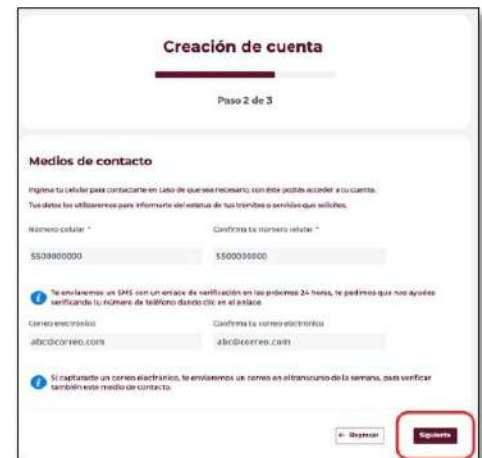 Creación de cuenta
Paso 2 de 3
Medios de contacto
Ingresa tu celular para contactarte en caso de que sea necesario, con éste podrás acceder a tu cuenta.
Tus datos los utilizaremos para informarte del estatus de tus trámites o servicios que solicites.
Número celular *
Confirma tu número celular *
5500000000
5500000000
Te enviaremos un SMS con un enlace de verificación en las próximas 24 horas, te pedimos que nos ayudes
verificando tu número de teléfono dando clic en el enlace.
Correo electrónico
Confirma tu correo electrónico
abc@correo.com
abc@correo.com
Si capturaste un correo electrónico, te enviaremos un correo en el transcurso de la semana, para verificar
también este medio de contacto.
← Regresar
Siguiente